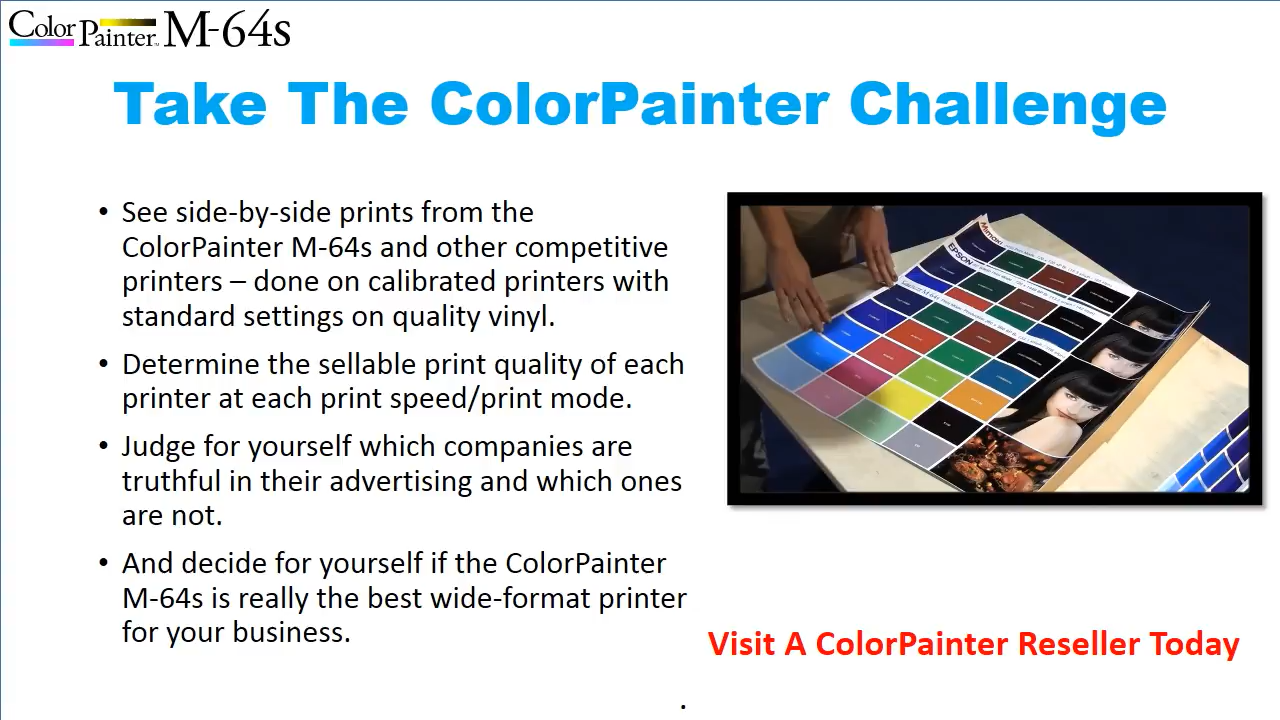 Color Painter™ M-64s
Take The ColorPainter Challenge
• See side-by-side prints from the
ColorPainter M-64s and other competitive
printers – done on calibrated printers with
standard settings on quality vinyl.
• Determine the sellable print quality of each
printer at each print speed/print mode.
• Judge for yourself which companies are
truthful in their advertising and which ones
are not.
• And decide for yourself if the ColorPainter
M-64s is really the best wide-format printer
for your business.
Mimaki
EPSON
Visit A ColorPainter Reseller Today
.